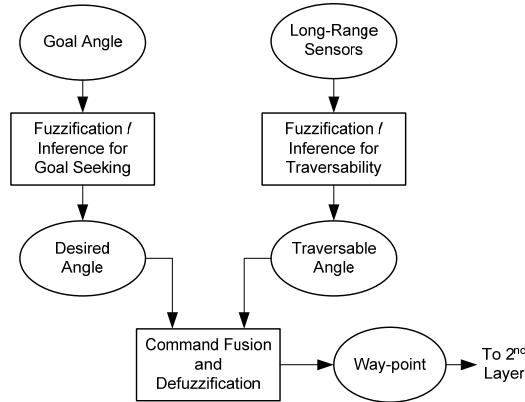 Goal Angle
Long-Range
Sensors
Fuzzification /
Inference for
Goal Seeking
Fuzzification /
Inference for
Traversability
Desired
Angle
Traversable
Angle
Command Fusion
and
Defuzzification
Way-point
To 2nd
Layer